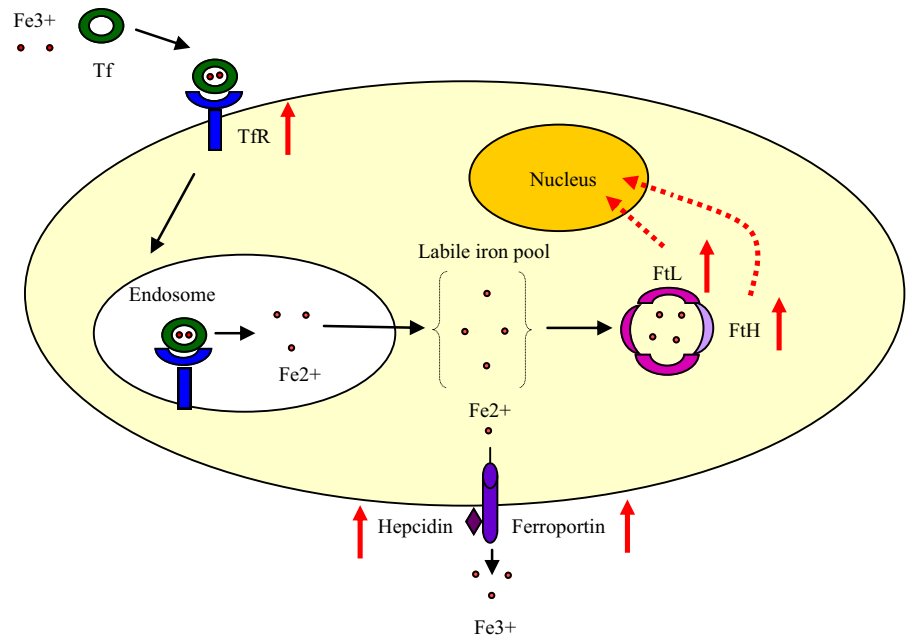 Fe3+
Tf
TfR
Nucleus
Labile iron pool
FtL
Endosome
FtH
Fe2+
Fe2+
Hepcidin
Ferroportin
Fe3+